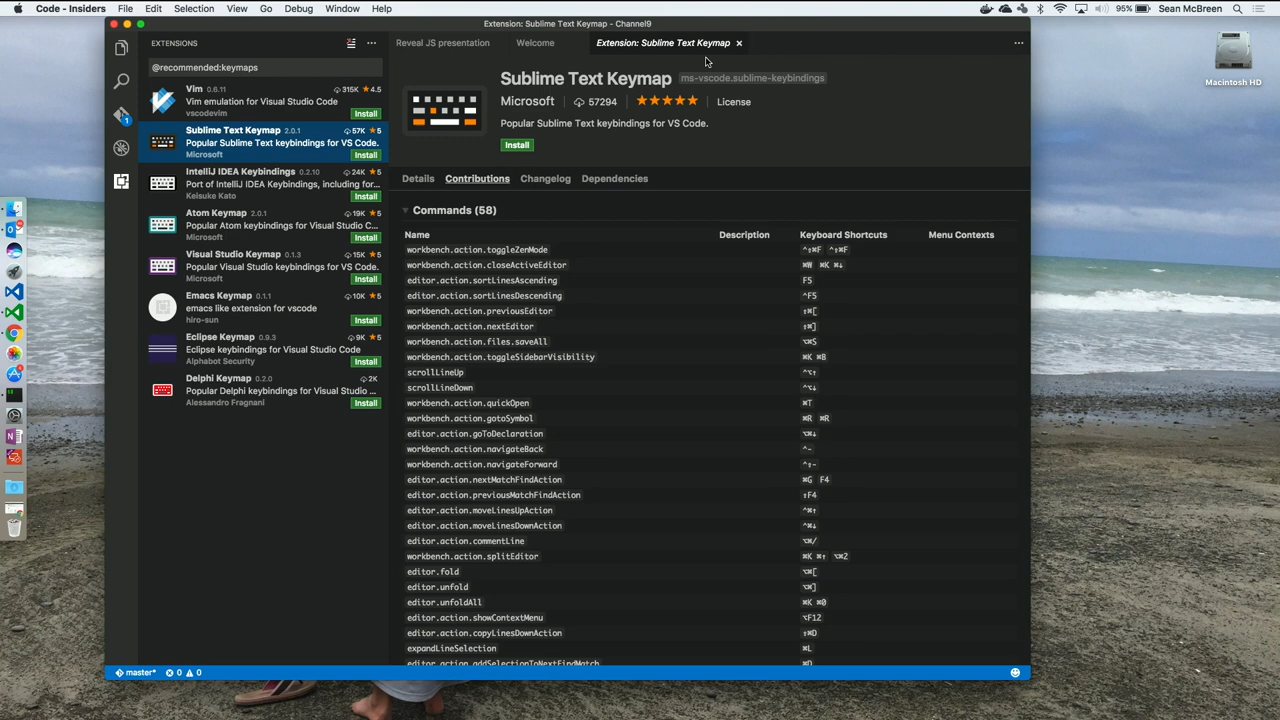 Code - Insiders File Edit Selection View Go Debug Window Help 95% Sean McBreen
Extension: Sublime Text Keymap - Channel9
EXTENSIONS
Reveal JS presentation Welcome Extension: Sublime Text Keymap
@recommended:keymaps
Vim 0.6.11 315K 4.5
Vim emulation for Visual Studio Code
vscodevim Install
Sublime Text Keymap 2.0.1 57K 5
Popular Sublime Text keybindings for VS Code.
Microsoft Install
IntelliJ IDEA Keybindings 0.2.10 24K 5
Port of IntelliJ IDEA Keybindings, including for...
Keisuke Kato Install
Atom Keymap 2.0.1 19K 5
Popular Atom keybindings for Visual Studio C...
Microsoft Install
Visual Studio Keymap 0.1.3 15K 5
Popular Visual Studio keybindings for VS Code.
Microsoft Install
Emacs Keymap 0.1.1 10K 5
emacs like extension for vscode
hiro-sun Install
Eclipse Keymap 0.9.3 9K 5
Eclipse keybindings for Visual Studio Code
Alphabot Security Install
Delphi Keymap 0.2.0 2K
Popular Delphi keybindings for Visual Studio ...
Alessandro Fragnani Install
Sublime Text Keymap ms-vscode.sublime-keybindings
Microsoft 57294 License
Popular Sublime Text keybindings for VS Code.
Install
Details Contributions Changelog Dependencies
Commands (58)
Name Description Keyboard Shortcuts Menu Contexts
workbench.action.toggleZenMode ⌃⇧⌘F ⌃⇧⌘F
workbench.action.closeActiveEditor ⌘W ⌘K ⌘↓
editor.action.sortLinesAscending F5
editor.action.sortLinesDescending ⌃F5
workbench.action.previousEditor ⇧⌘[
workbench.action.nextEditor ⇧⌘]
workbench.action.files.saveAll ⌥⌘S
workbench.action.toggleSidebarVisibility ⌘K ⌘B
scrollLineUp ⌃⌥↑
scrollLineDown ⌃⌥↓
workbench.action.quickOpen ⌘T
workbench.action.gotoSymbol ⌘R ⌘R
editor.action.goToDeclaration ⌥⌘↓
workbench.action.navigateBack ⌃-
workbench.action.navigateForward ⌃⇧-
editor.action.nextMatchFindAction ⌘G F4
editor.action.previousMatchFindAction ⇧F4
editor.action.moveLinesUpAction ⌃⌘↑
editor.action.moveLinesDownAction ⌃⌘↓
editor.action.commentLine ⌥⌘/
workbench.action.splitEditor ⌘K ⌘↑ ⌥⌘2
editor.fold ⌥⌘[
editor.unfold ⌥⌘]
editor.unfoldAll ⌘K ⌘0
editor.action.showContextMenu ⌥F12
editor.action.copyLinesDownAction ⇧⌘D
expandLineSelection ⌘L
editor.action.addSelectionToNextFindMatch ⌘D
master* 0 0
Macintosh HD